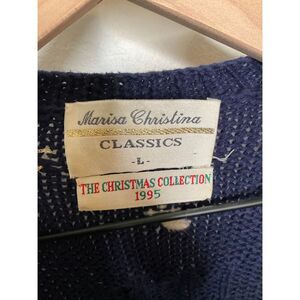 Marisa Christina
CLASSICS
-L-
THE CHRISTMAS COLLECTION
1995